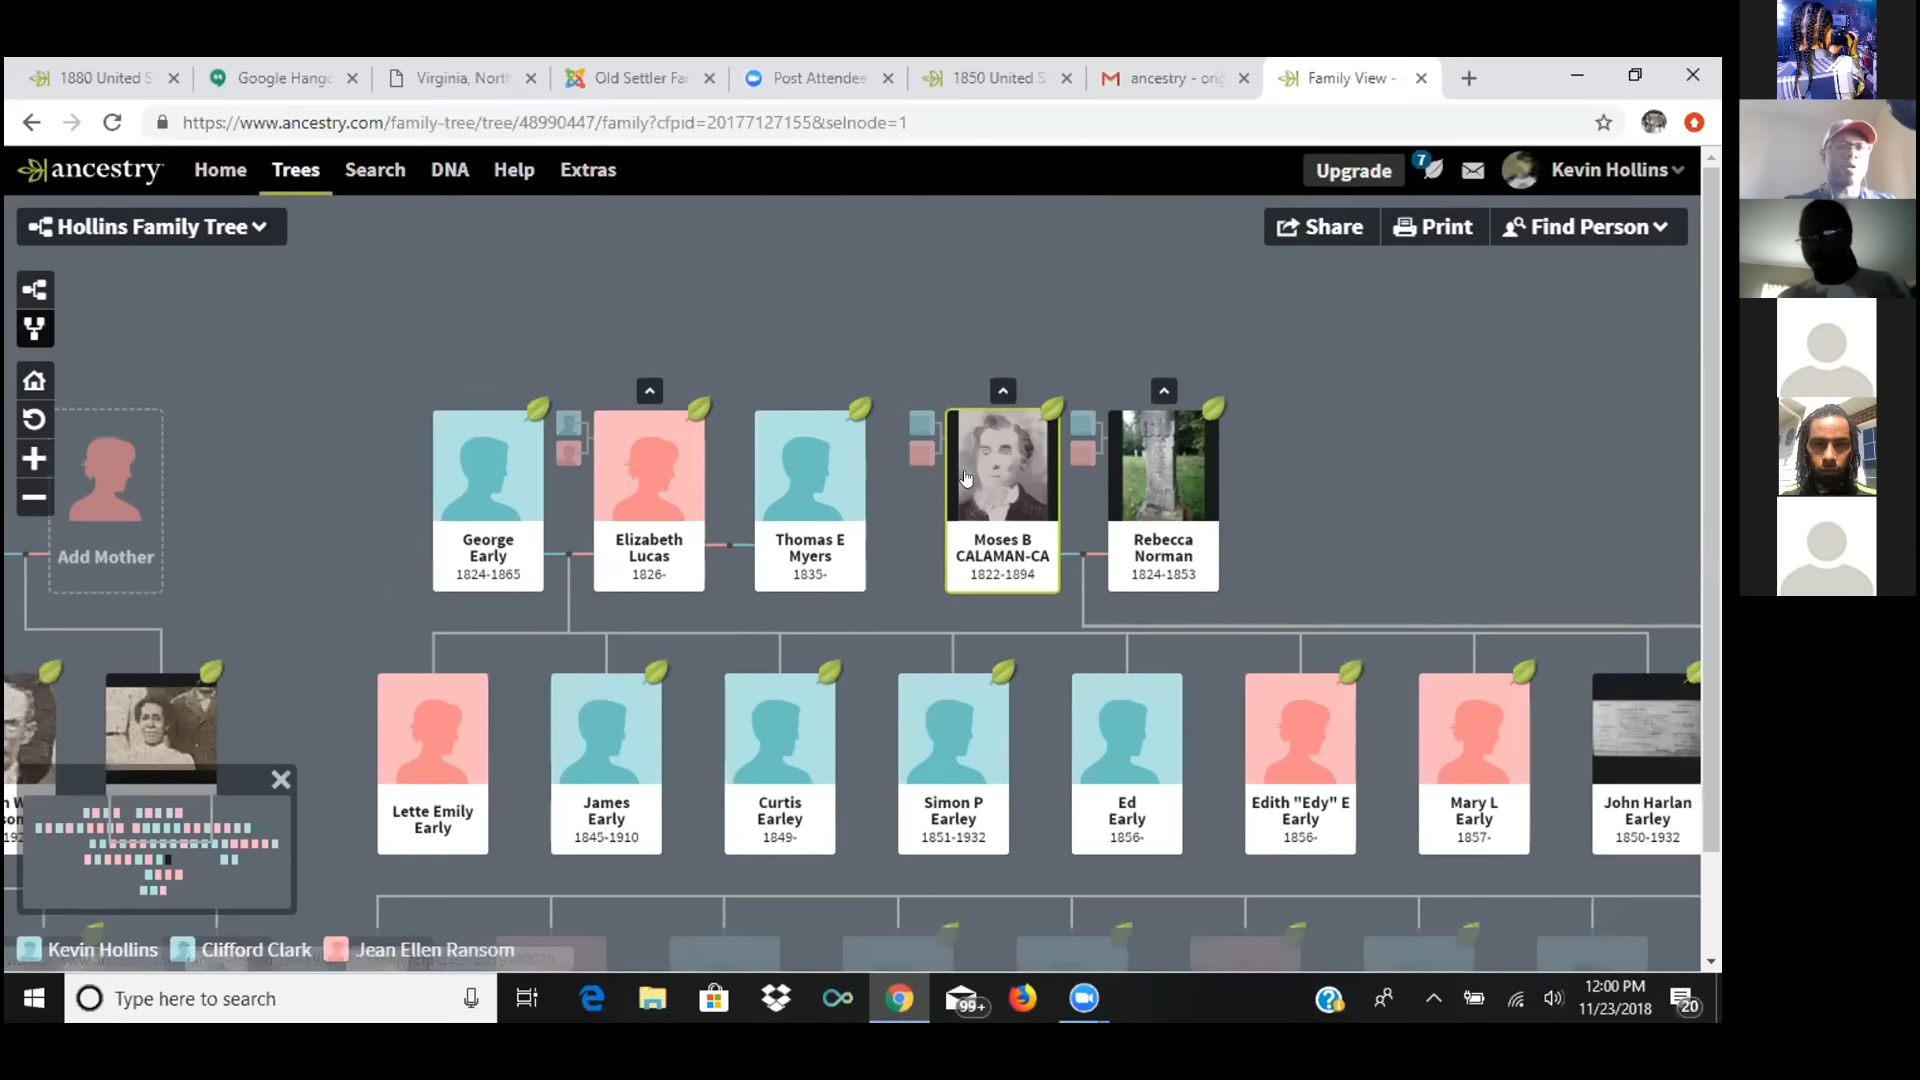 1880 United S
Google Hango
Virginia, North
Old Settler Fa
Post Attendee
1850 United S
ancestry - orig
Family View -
https://www.ancestry.com/family-tree/tree/48990447/family?cfpid=20177127155&selnode=1
ancestry
Home
Trees
Search
DNA
Help
Extras
Upgrade
7
Kevin Hollins
Hollins Family Tree
Share
Print
Find Person
Add Mother
George
Early
1824-1865
Elizabeth
Lucas
1826-
Thomas E
Myers
1835-
Moses B
CALAMAN-CA
1822-1894
Rebecca
Norman
1824-1853
Lette Emily
Early
James
Early
1845-1910
Curtis
Earley
1849-
Simon P
Earley
1851-1932
Ed
Early
1856-
Edith "Edy" E
Early
1856-
Mary L
Early
1857-
John Harlan
Earley
1850-1932
Kevin Hollins
Clifford Clark
Jean Ellen Ransom
Type here to search
99+
12:00 PM
11/23/2018
20